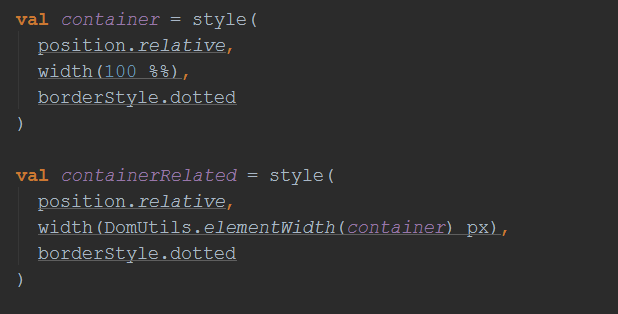 val container = style(
  position.relative,
  width(100 %%),
  borderStyle.dotted
)

val containerRelated = style(
  position.relative,
  width(DomUtils.elementWidth(container) px),
  borderStyle.dotted
)